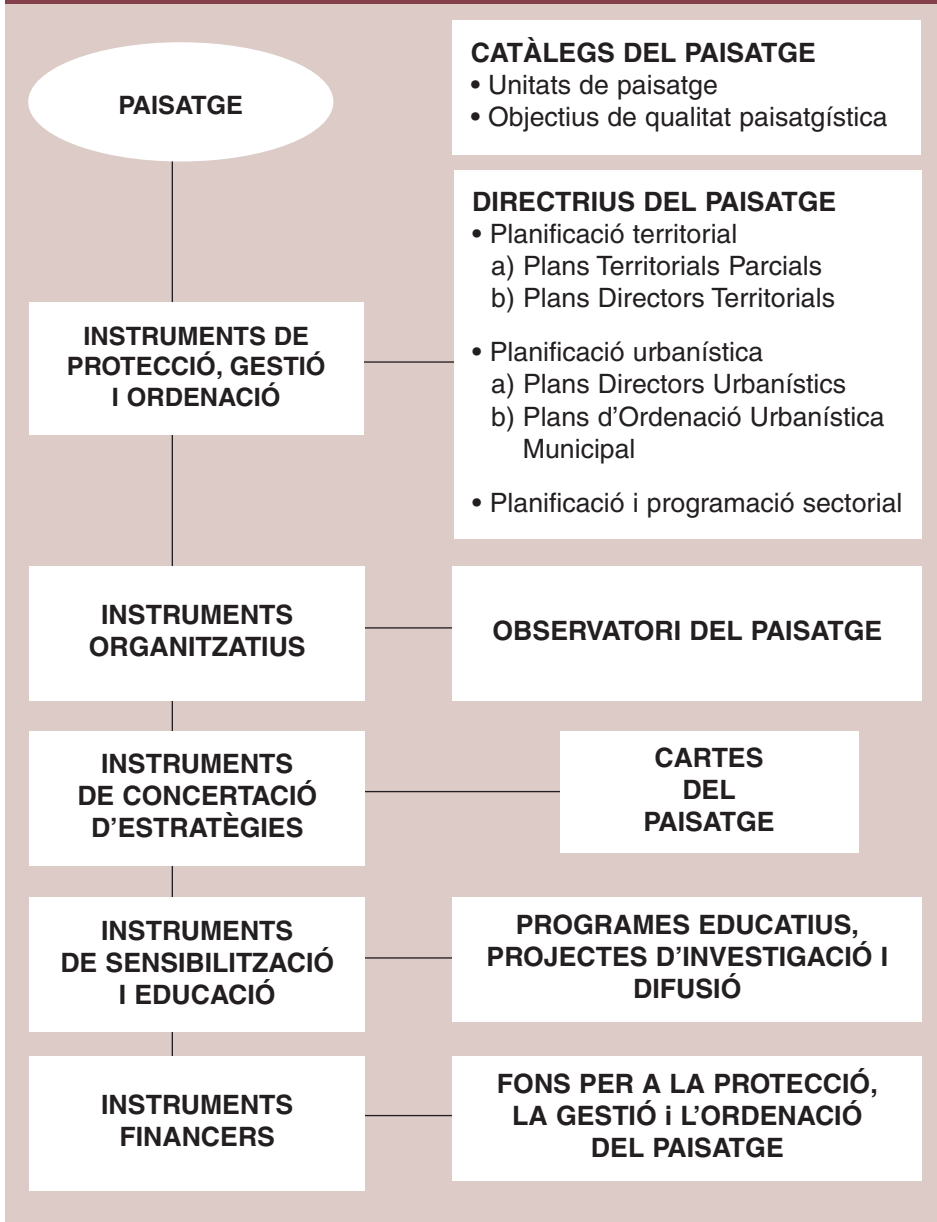 PAISATGE
CATÀLEGS DEL PAISATGE
• Unitats de paisatge
• Objectius de qualitat paisatgística
INSTRUMENTS DE
PROTECCIÓ, GESTIÓ
I ORDENACIÓ
DIRECTRIUS DEL PAISATGE
• Planificació territorial
a) Plans Territorials Parcials
b) Plans Directors Territorials
• Planificació urbanística
a) Plans Directors Urbanístics
b) Plans d'Ordenació Urbanística
Municipal
• Planificació i programació sectorial
INSTRUMENTS
ORGANITZATIUS
OBSERVATORI DEL PAISATGE
INSTRUMENTS
DE CONCERTACIÓ
D'ESTRATÈGIES
CARTES
DEL
PAISATGE
INSTRUMENTS
DE SENSIBILITZACIÓ
I EDUCACIÓ
PROGRAMES EDUCATIUS,
PROJECTES D'INVESTIGACIÓ I
DIFUSIÓ
INSTRUMENTS
FINANCERS
FONS PER A LA PROTECCIÓ,
LA GESTIÓ i L'ORDENACIÓ
DEL PAISATGE